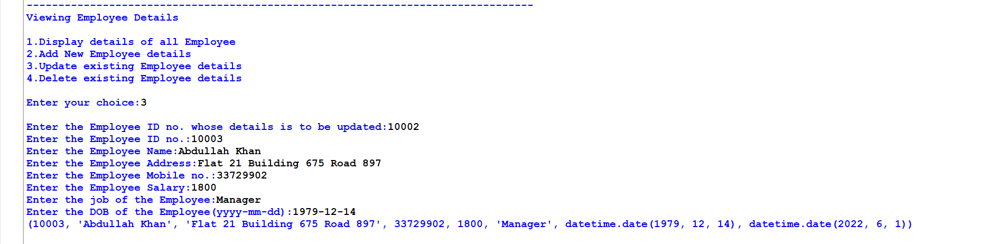 --------------------------------------------------------------------------------
Viewing Employee Details
1.Display details of all Employee
2.Add New Employee details
3.Update existing Employee details
4.Delete existing Employee details
Enter your choice:3
Enter the Employee ID no. whose details is to be updated:10002
Enter the Employee ID no.:10003
Enter the Employee Name:Abdullah Khan
Enter the Employee Address:Flat 21 Building 675 Road 897
Enter the Employee Mobile no.:33729902
Enter the Employee Salary:1800
Enter the job of the Employee:Manager
Enter the DOB of the Employee(yyyy-mm-dd):1979-12-14
(10003, 'Abdullah Khan', 'Flat 21 Building 675 Road 897', 33729902, 1800, 'Manager', datetime.date(1979, 12, 14), datetime.date(2022, 6, 1))